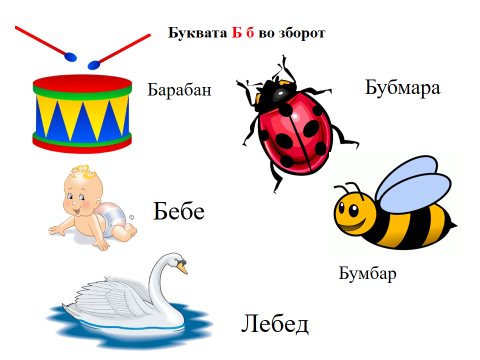 Буквата Б б во зборот
Барабан
Бубмара
Бебе
Бумбар
Лебед